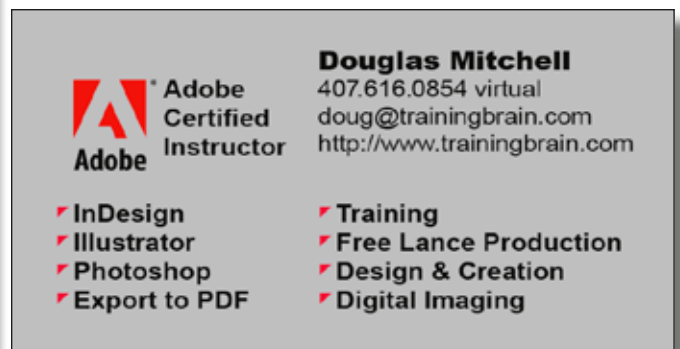 Adobe
Adobe
Certified
Instructor
Douglas Mitchell
407.616.0854 virtual
doug@trainingbrain.com
http://www.trainingbrain.com
InDesign
Illustrator
Photoshop
Export to PDF
Training
Free Lance Production
Design & Creation
Digital Imaging